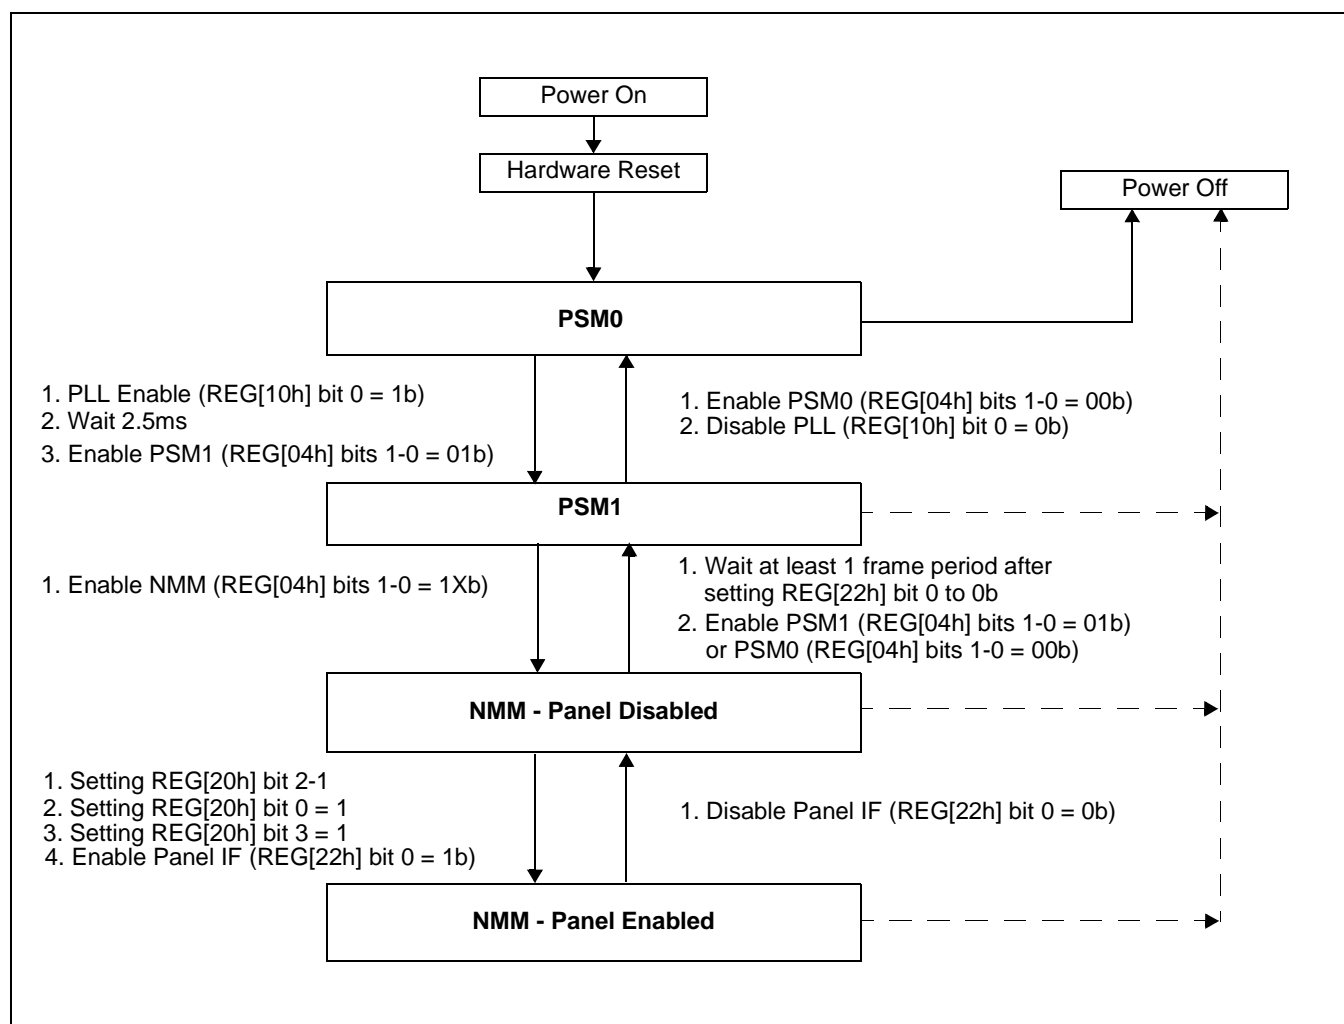 Power On
Hardware Reset
Power Off
PSM0
1. PLL Enable (REG[10h] bit 0 = 1b)
2. Wait 2.5ms
3. Enable PSM1 (REG[04h] bits 1-0 = 01b)
1. Enable PSM0 (REG[04h] bits 1-0 = 00b)
2. Disable PLL (REG[10h] bit 0 = 0b)
PSM1
1. Enable NMM (REG[04h] bits 1-0 = 1Xb)
1. Wait at least 1 frame period after
setting REG[22h] bit 0 to 0b
2. Enable PSM1 (REG[04h] bits 1-0 = 01b)
or PSM0 (REG[04h] bits 1-0 = 00b)
NMM - Panel Disabled
1. Setting REG[20h] bit 2-1
2. Setting REG[20h] bit 0 = 1
3. Setting REG[20h] bit 3 = 1
4. Enable Panel IF (REG[22h] bit 0 = 1b)
1. Disable Panel IF (REG[22h] bit 0 = 0b)
NMM - Panel Enabled